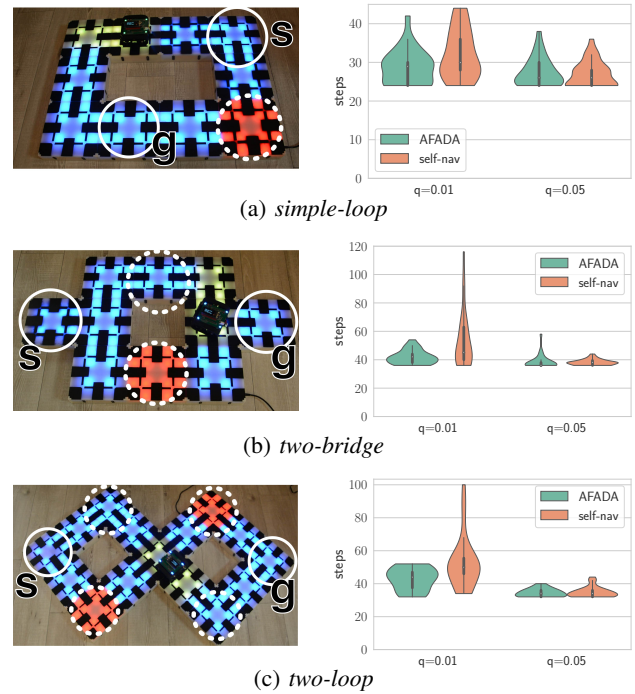 s
g
steps
40
30
20
10
0
AFADA
self-nav
q=0.01
q=0.05
(a) simple-loop
s
g
steps
120
100
80
60
40
20
0
AFADA
self-nav
q=0.01
q=0.05
(b) two-bridge
s
g
steps
100
80
60
40
20
0
AFADA
self-nav
q=0.01
q=0.05
(c) two-loop